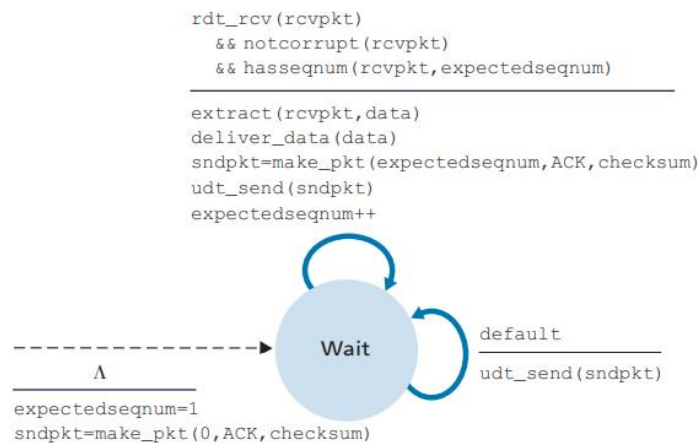 rdt_rcv(rcvpkt)
&& notcorrupt(rcvpkt)
&& hasseqnum(rcvpkt,expectedseqnum)
extract(rcvpkt,data)
deliver_data(data)
sndpkt=make_pkt(expectedseqnum,ACK,checksum)
udt_send(sndpkt)
expectedseqnum++
Wait
default
udt_send(sndpkt)
Λ
expectedseqnum=1
sndpkt=make_pkt(0,ACK,checksum)